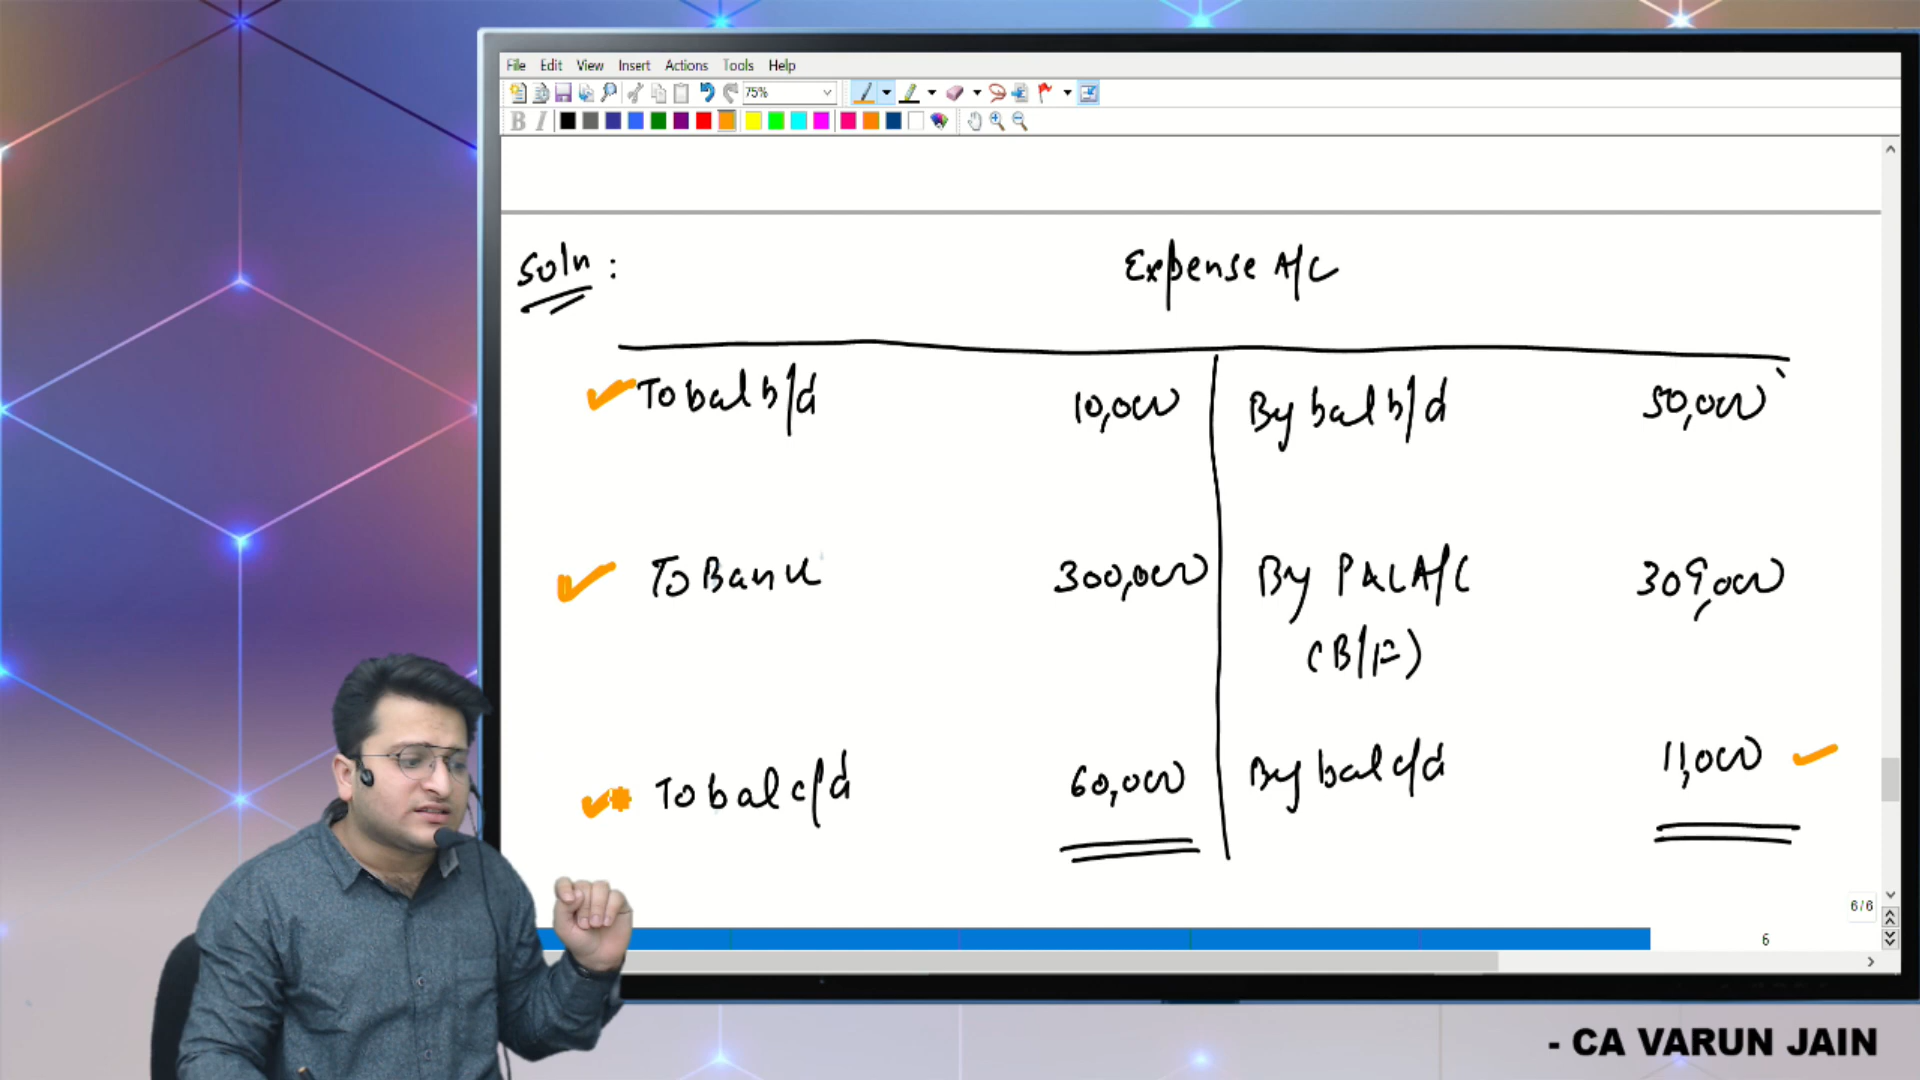 File Edit View Insert Actions Tools Help
75%
B I
Soln :
Expense A/C
To bal b/d 10,000 By bal b/d 50,000
To Bank 300,000 By P&L A/C 309,000
(B/F)
To bal c/d 60,000 By bal c/d 11,000
6/6
6
- CA VARUN JAIN